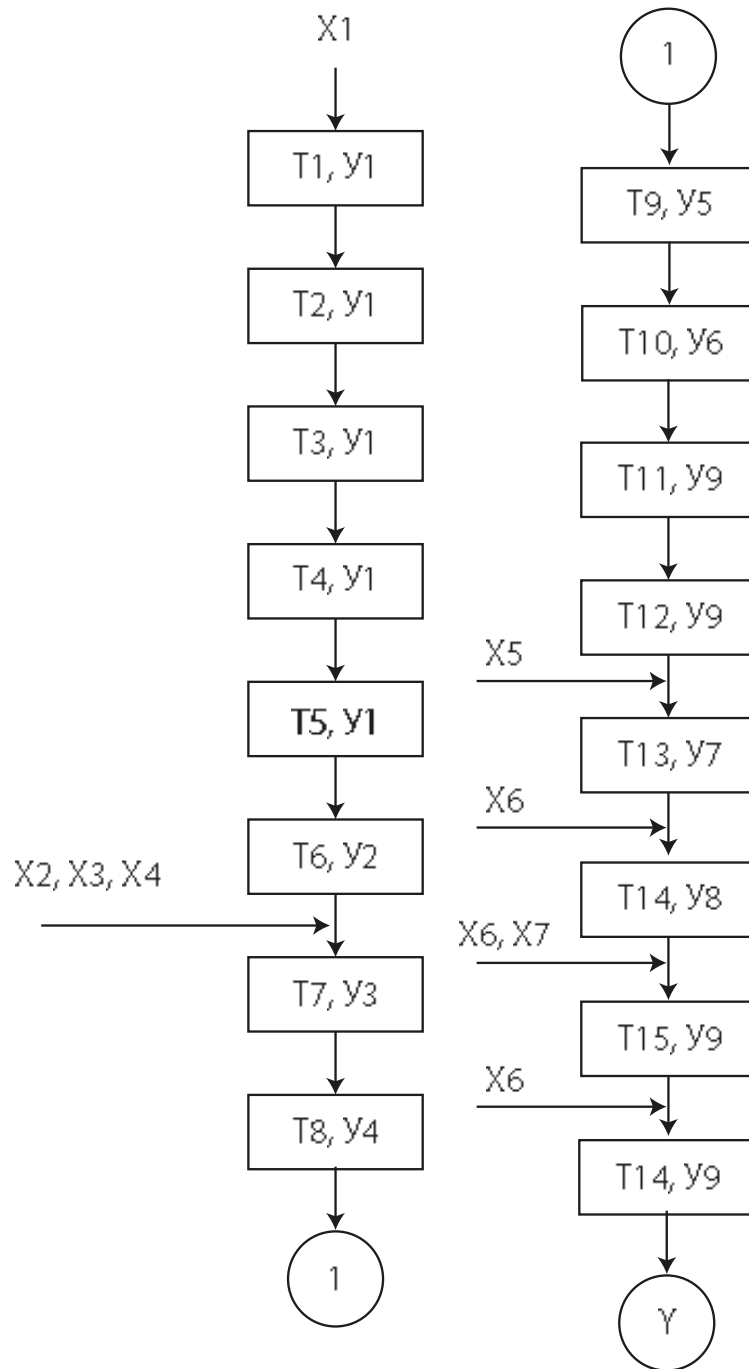 X1
T1, У1
T2, У1
T3, У1
T4, У1
T5, У1
T6, У2
X2, X3, X4
T7, У3
T8, У4
1
1
T9, У5
T10, У6
T11, У9
T12, У9
X5
T13, У7
X6
T14, У8
X6, X7
T15, У9
X6
T14, У9
Y